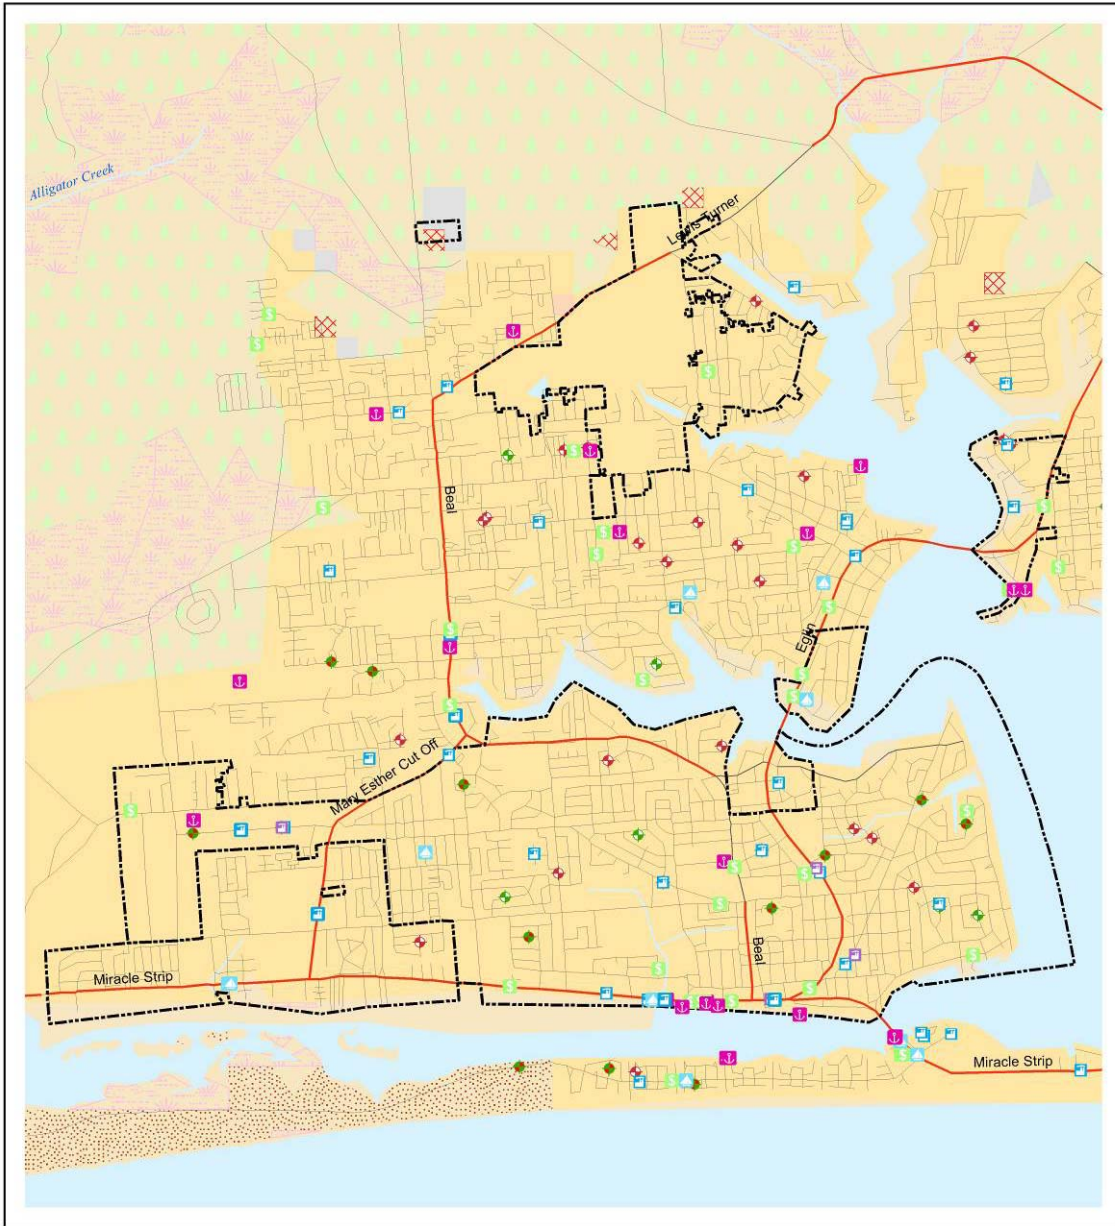 Alligator Creek
Lewis Turner
Beal
Eglin
Mary Esther Cut Off
Beal
Miracle Strip
Miracle Strip